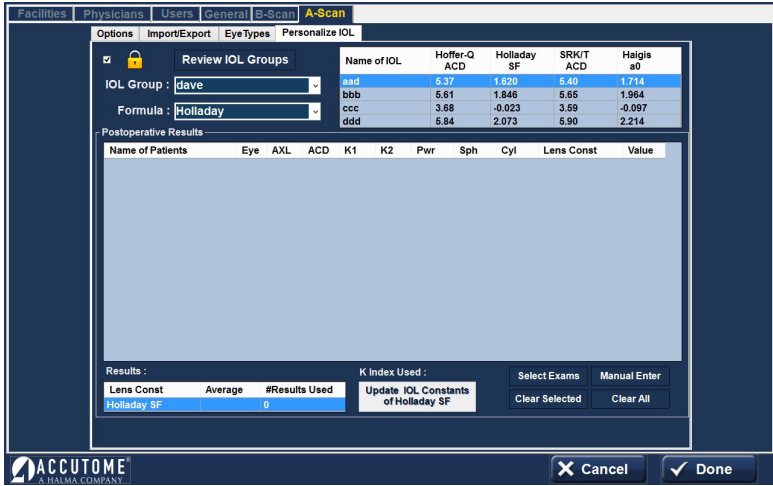 Facilities Physicians Users General B-Scan A-Scan
Options Import/Export EyeTypes Personalize IOL
Review IOL Groups
IOL Group : dave
Formula : Holladay
Name of IOL Hoffer-Q ACD Holladay SF SRK/T ACD Haigis a0
aad 5.37 1.620 5.40 1.714
bbb 5.61 1.846 5.65 1.964
ccc 3.68 -0.023 3.59 -0.097
ddd 5.84 2.073 5.90 2.214
Postoperative Results
Name of Patients Eye AXL ACD K1 K2 Pwr Sph Cyl Lens Const Value
Results :
Lens Const Average #Results Used
Holladay SF 0
K Index Used :
Update IOL Constants
of Holladay SF
Select Exams Manual Enter
Clear Selected Clear All
ACCUTOME®
A HALMA COMPANY
Cancel Done